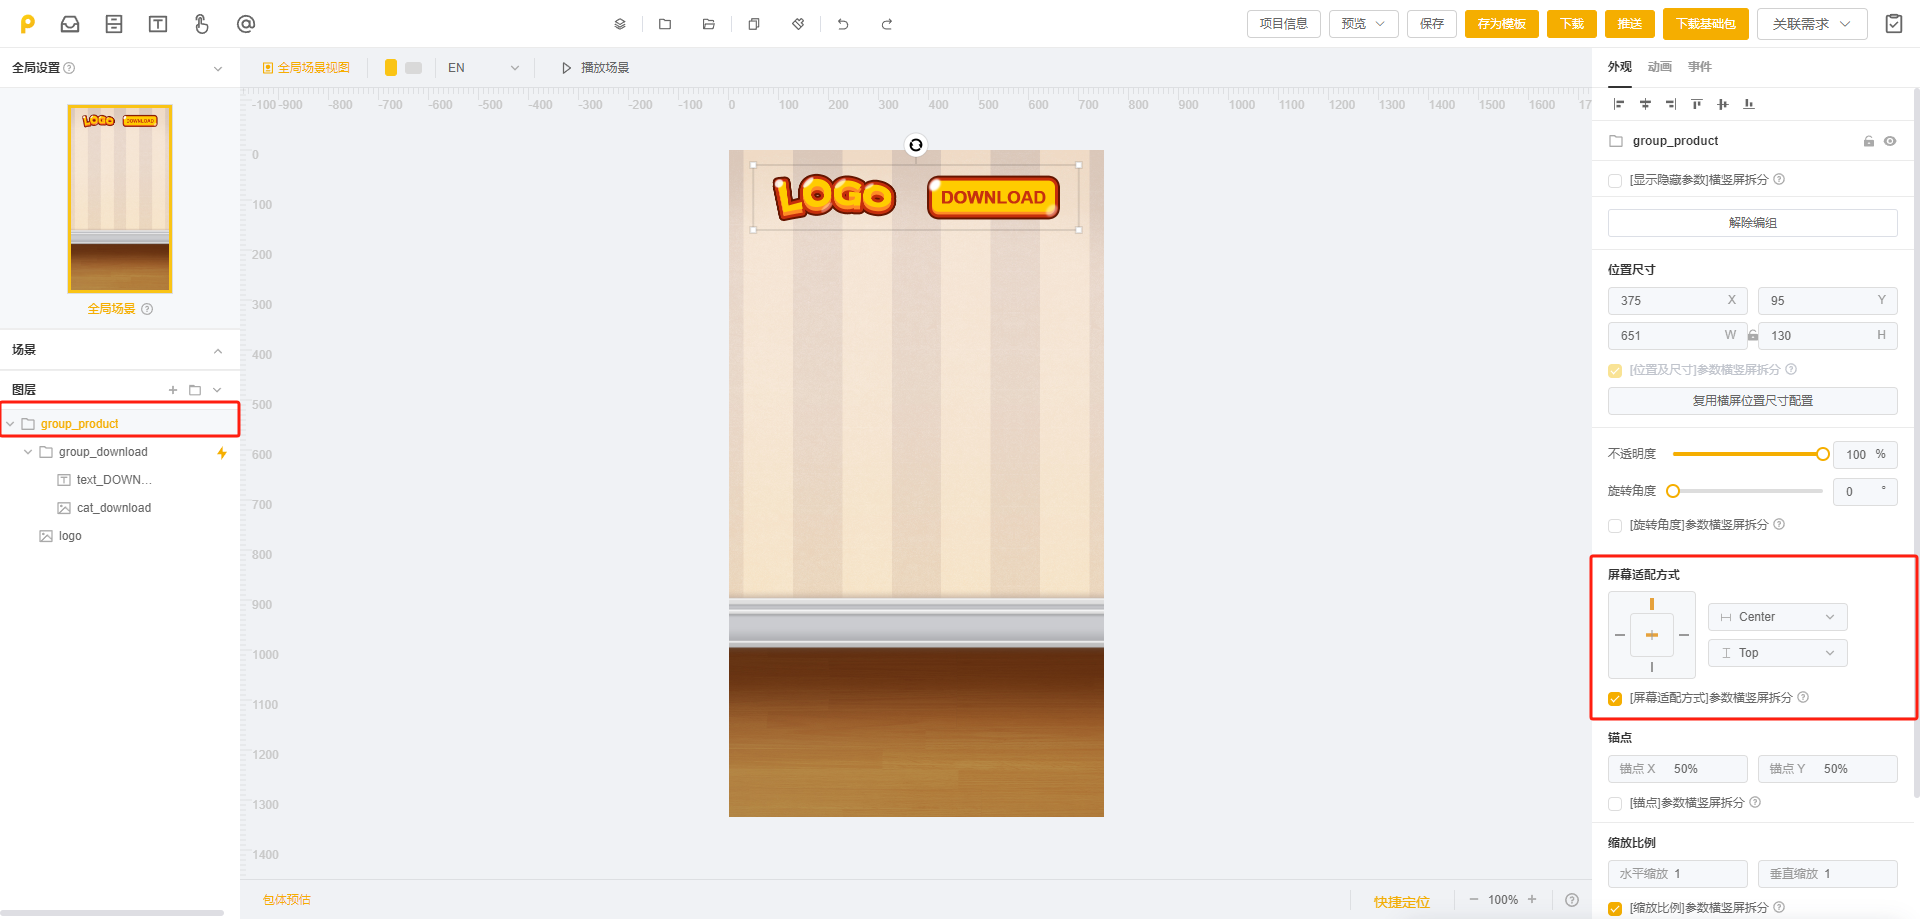 P
项目信息
预览
保存
存为模板
下载
推送
下载基础包
关联需求
全局设置
全局场景视图
EN
播放场景
外观 动画 事件
-100 -900 -800 -700 -600 -500 -400 -300 -200 -100 0 100 200 300 400 500 600 700 800 900 1000 1100 1200 1300 1400 1500 1600 17
LOGO
DOWNLOAD
全局场景
场景
图层
group_product
group_download
text_DOWN...
cat_download
logo
0
100
200
300
400
500
600
700
800
900
1000
1100
1200
1300
1400
LOGO
DOWNLOAD
包体预估
快捷定位
100%
group_product
[显示隐藏参数]横竖屏拆分
解除编组
位置尺寸
375 X
95 Y
651 W
130 H
[位置及尺寸]参数横竖屏拆分
复用横屏位置尺寸配置
不透明度 100 %
旋转角度 0 °
[旋转角度]参数横竖屏拆分
屏幕适配方式
Center
Top
[屏幕适配方式]参数横竖屏拆分
锚点
锚点 X 50%
锚点 Y 50%
[锚点]参数横竖屏拆分
缩放比例
水平缩放 1
垂直缩放 1
[缩放比例]参数横竖屏拆分